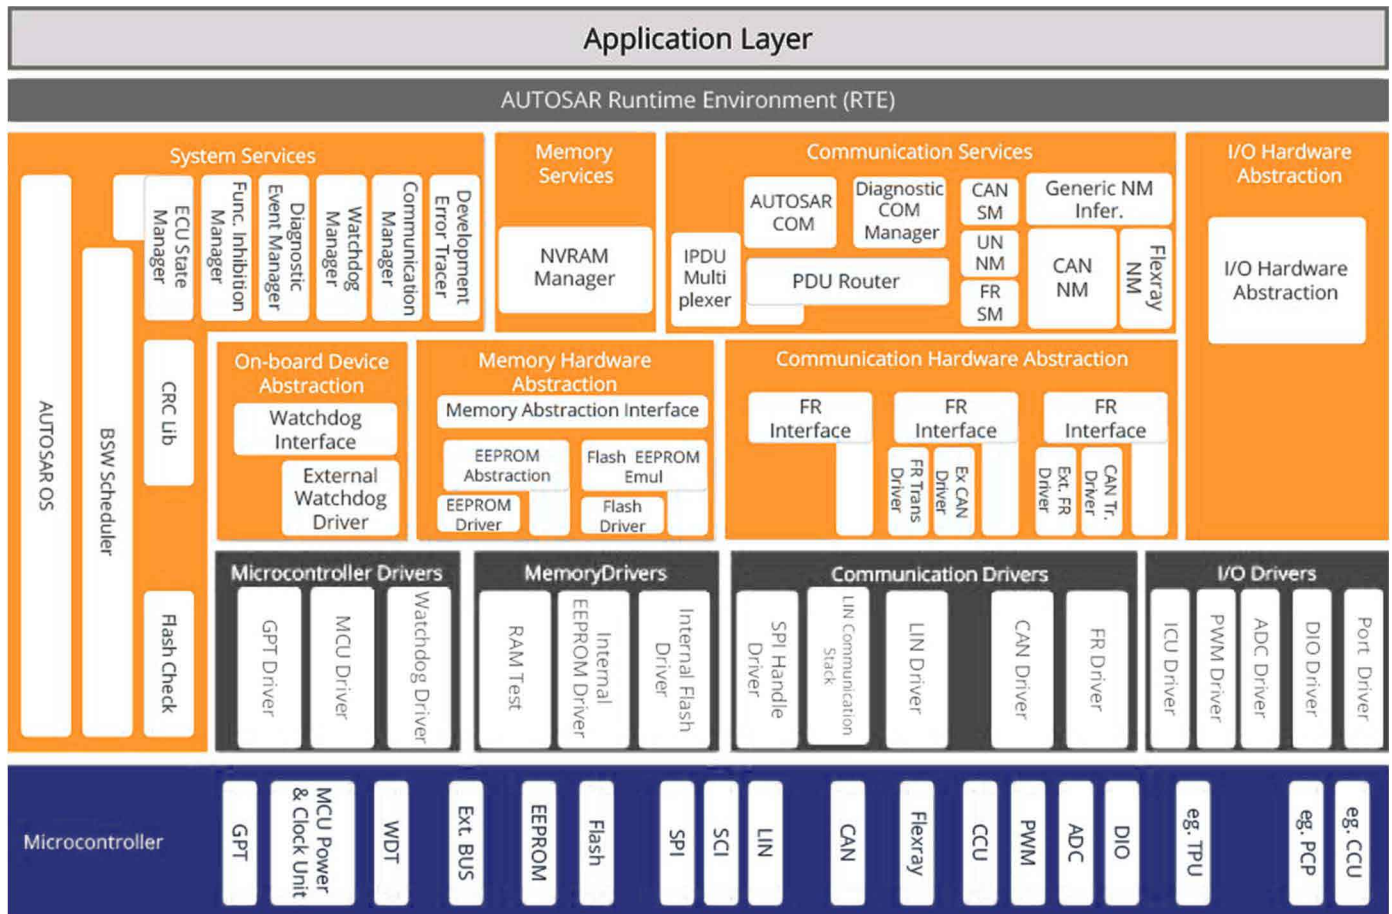 Application Layer
AUTOSAR Runtime Environment (RTE)
System Services
AUTOSAR OS
BSW Scheduler
ECU State
Manager
Func. Inhibition
Manager
Diagnostic
Event Manager
Watchdog
Manager
Communication
Manager
Development
Error Tracer
CRC Lib
Flash Check
Memory
Services
NVRAM
Manager
Communication Services
IPDU
Multi
plexer
AUTOSAR
COM
Diagnostic
COM
Manager
PDU Router
CAN
SM
UN
NM
FR
SM
Generic NM
Infer.
CAN
NM
Flexray
NM
I/O Hardware
Abstraction
I/O Hardware
Abstraction
On-board Device
Abstraction
Watchdog
Interface
External
Watchdog
Driver
Memory Hardware
Abstraction
Memory Abstraction Interface
EEPROM
Abstraction
EEPROM
Driver
Flash EEPROM
Emul
Flash
Driver
Communication Hardware Abstraction
FR
Interface
FR
Interface
FR Trans
Driver
Ex CAN
Driver
FR
Interface
Ext. FR
Driver
CAN Tr.
Driver
Microcontroller Drivers
GPT Driver
MCU Driver
Watchdog Driver
MemoryDrivers
RAM Test
Internal
EEPROM Driver
Internal Flash
Driver
Communication Drivers
SPI Handle
Driver
LIN Communication
Stack
LIN Driver
CAN Driver
FR Driver
I/O Drivers
ICU Driver
PWM Driver
ADC Driver
DIO Driver
Port Driver
Microcontroller
GPT
MCU Power
& Clock Unit
WDT
Ext. BUS
EEPROM
Flash
SPI
SCI
LIN
CAN
Flexray
CCU
PWM
ADC
DIO
eg. TPU
eg. PCP
eg. CCU